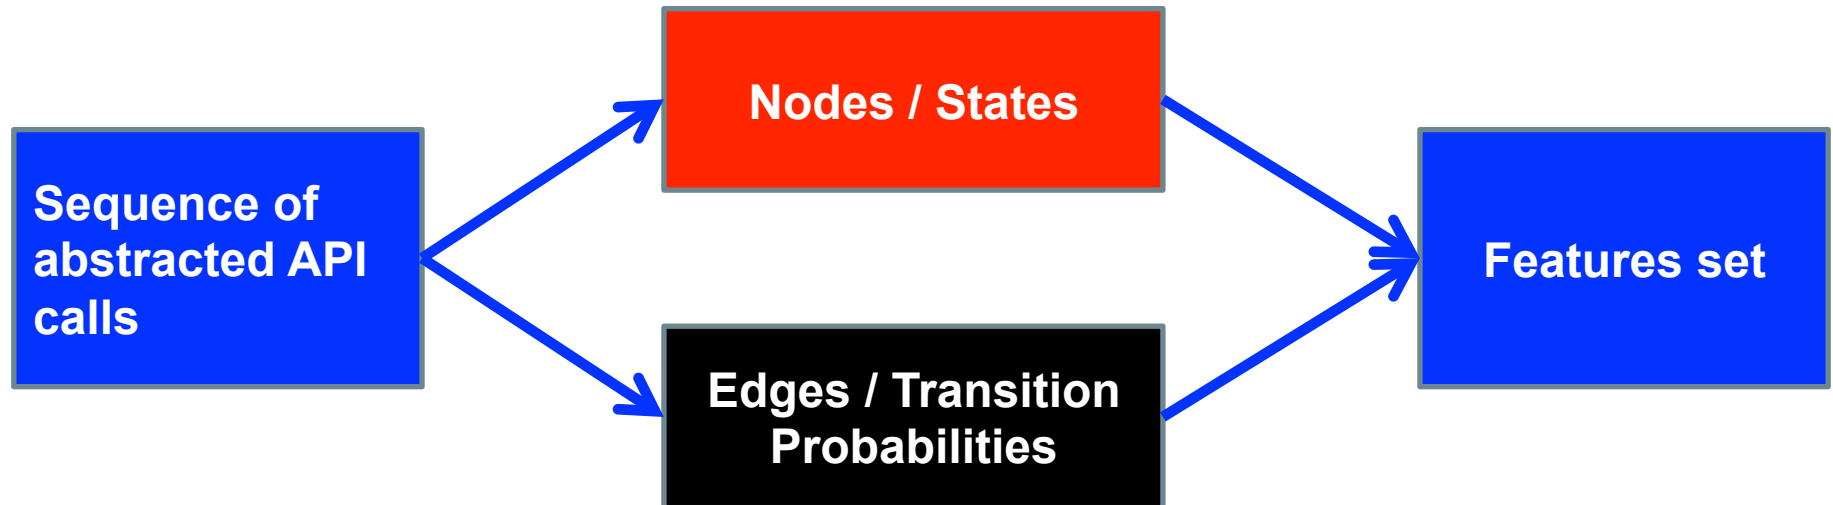 Sequence of
abstracted API
calls
Nodes / States
Edges / Transition
Probabilities
Features set